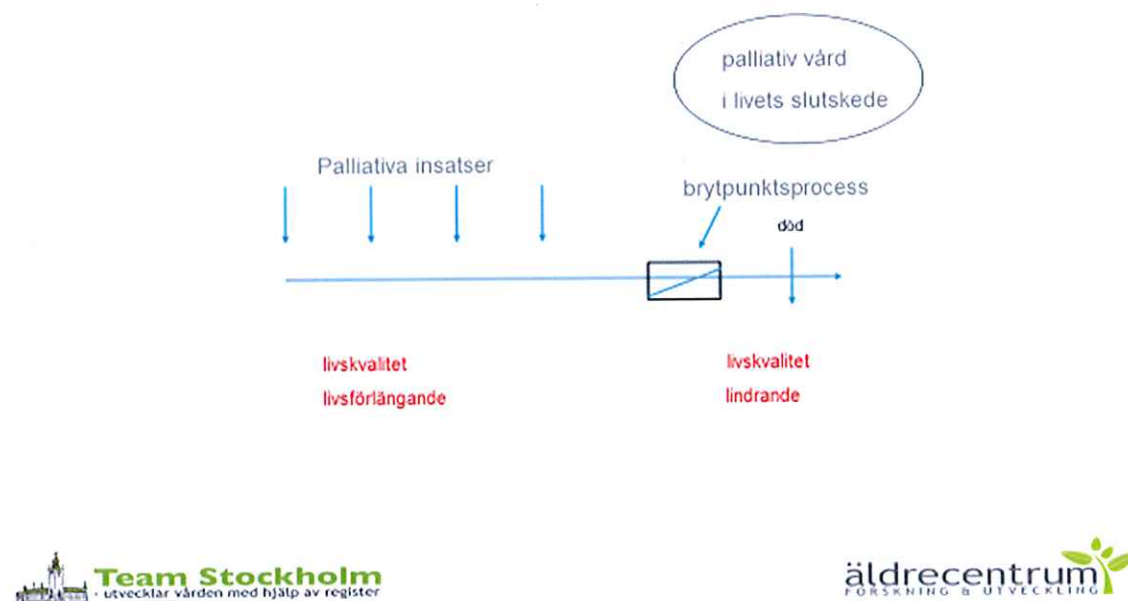 palliativ vård
i livets slutskede
Palliativa insatser
brytpunktsprocess
död
livskvalitet
livsförlängande
livskvalitet
lindrande
Team Stockholm
- utvecklar vården med hjälp av register
äldrecentrum
FORSKNING & UTVECKLING